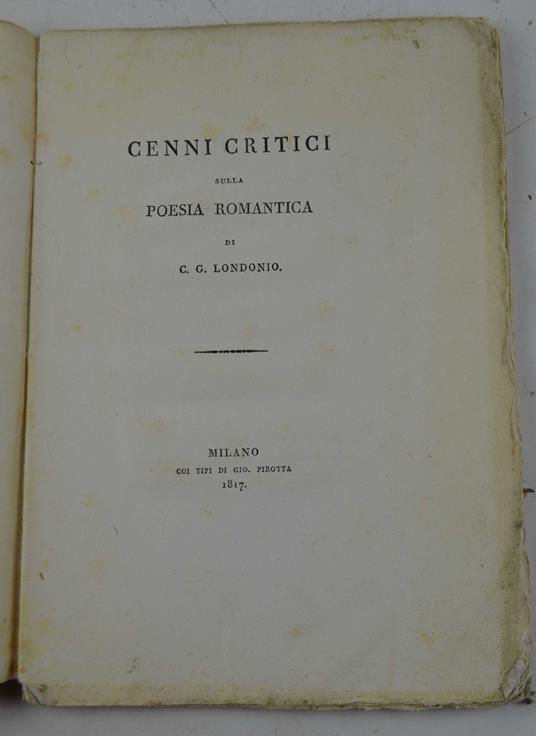 CENNI CRITICI
SULLA
POESIA ROMANTICA
DI
C. G. LONDONIO.
MILANO
COI TIPI DI GIO. PIROTTA
1817.